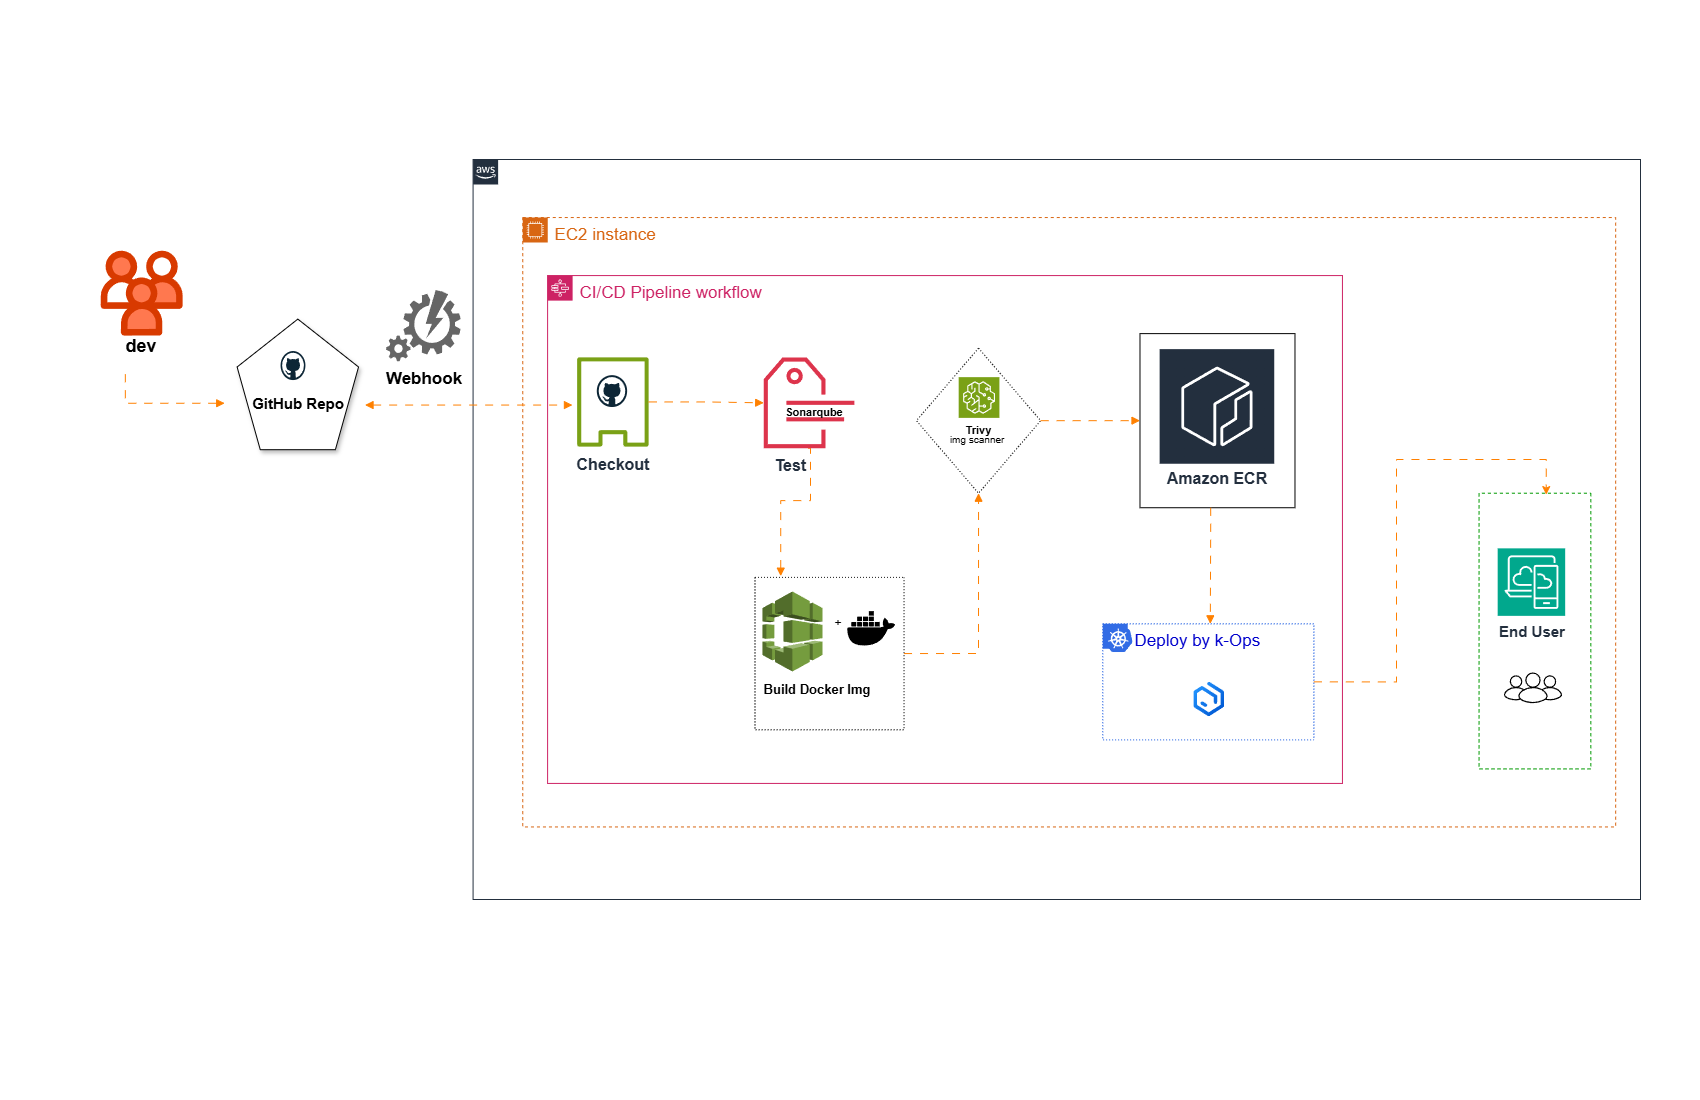 aws
EC2 instance
CI/CD Pipeline workflow
dev
GitHub Repo
Webhook
Checkout
Sonarqube
Test
Trivy
img scanner
Amazon ECR
+
Build Docker Img
Deploy by k-Ops
End User